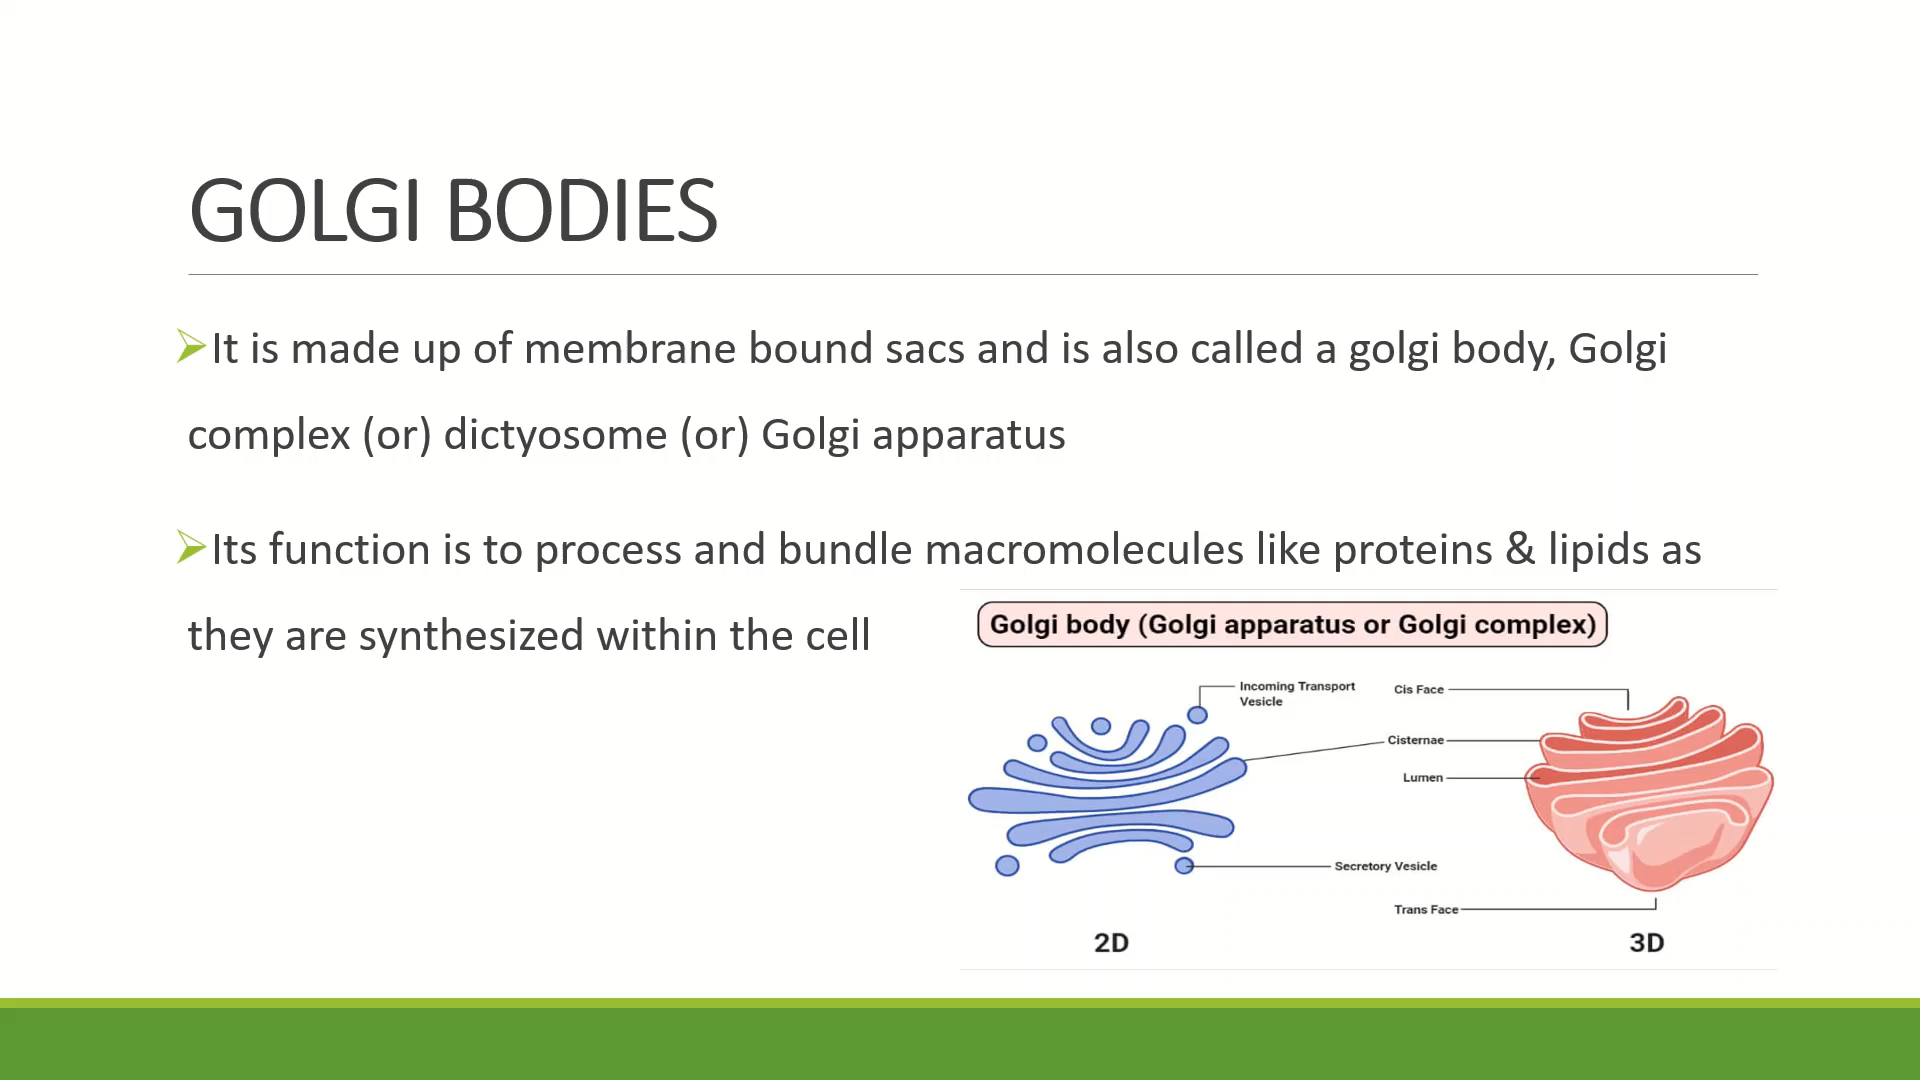 GOLGI BODIES
It is made up of membrane bound sacs and is also called a golgi body, Golgi
complex (or) dictyosome (or) Golgi apparatus
Its function is to process and bundle macromolecules like proteins & lipids as
they are synthesized within the cell
Golgi body (Golgi apparatus or Golgi complex)
Incoming Transport
Vesicle
Cis Face
Cisternae
Lumen
Secretory Vesicle
Trans Face
2D
3D